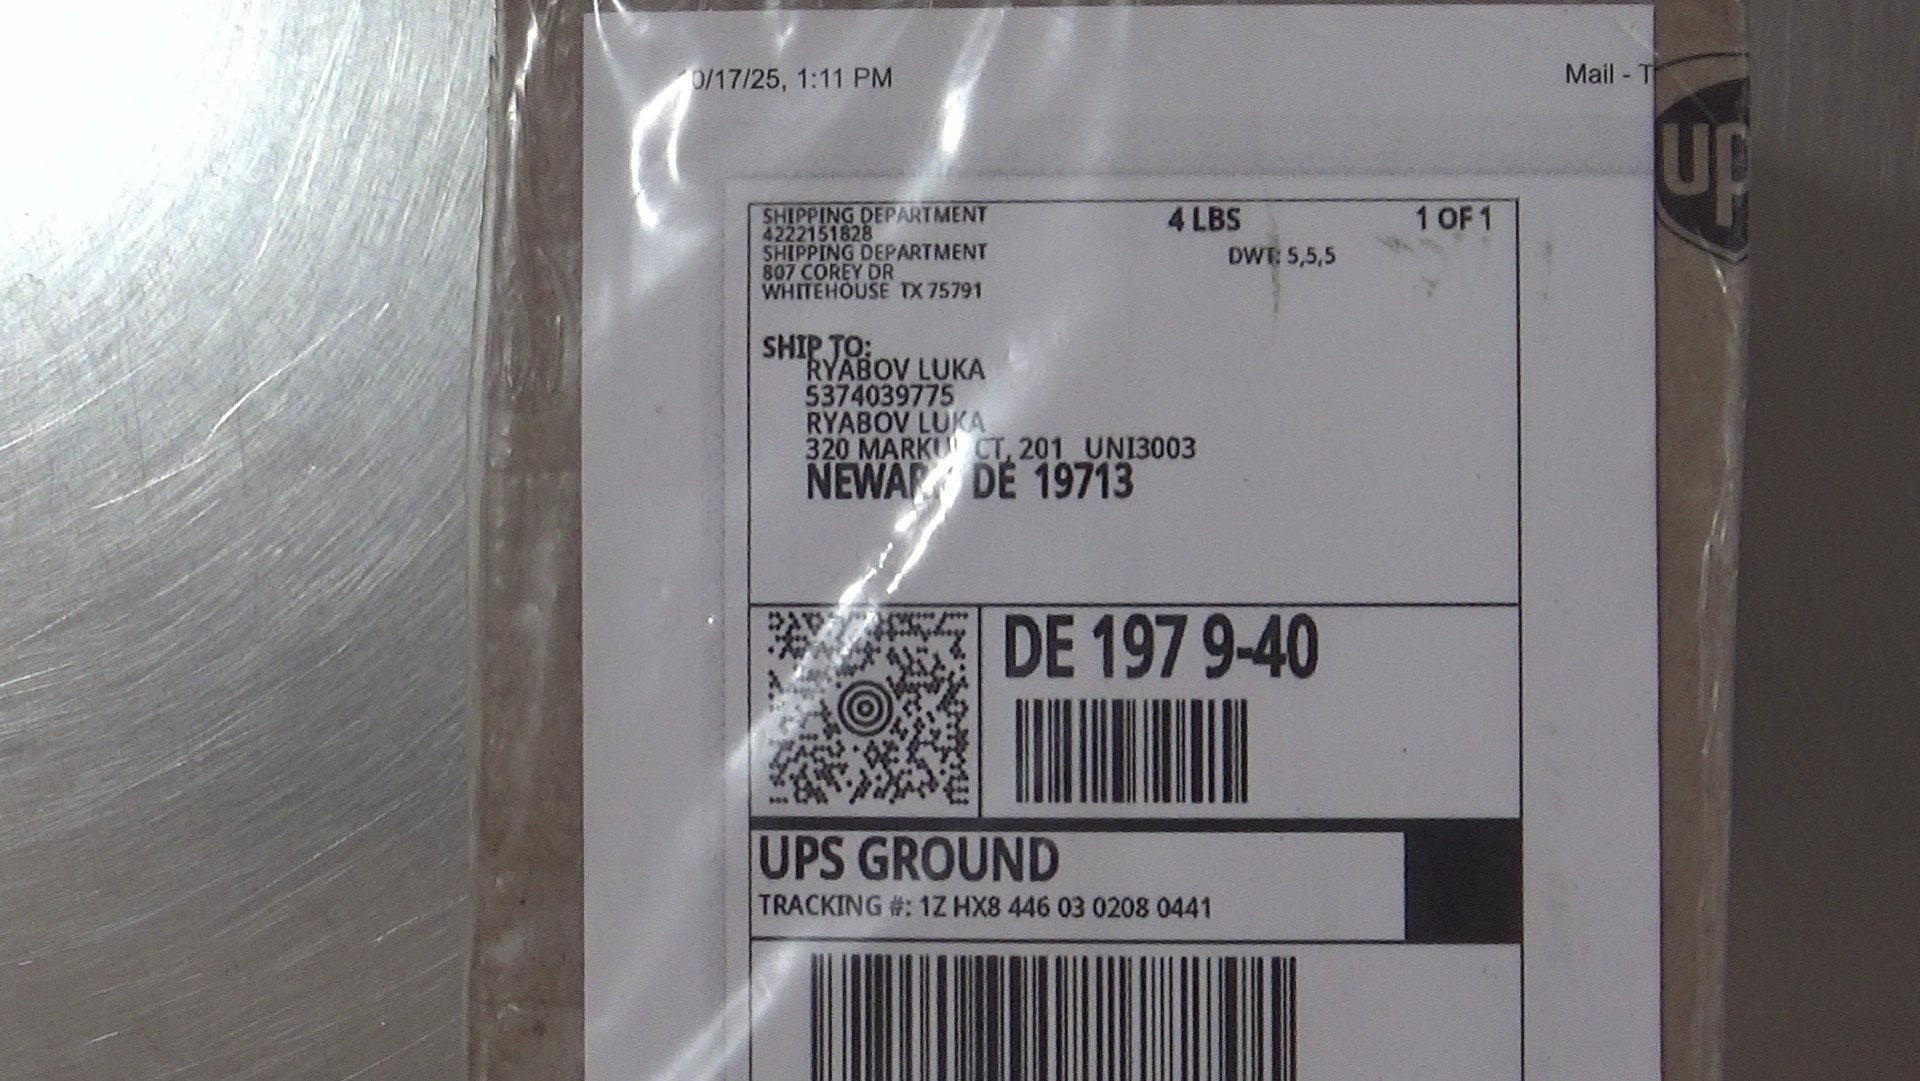 0/17/25, 1:11 PM
Mail - T
up
SHIPPING DEPARTMENT
4222151828
SHIPPING DEPARTMENT
807 COREY DR
WHITEHOUSE TX 75791
4 LBS
1 OF 1
DWT: 5,5,5
SHIP TO:
RYABOV LUKA
5374039775
RYABOV LUKA
320 CT, 201 UNI3003
NEWARK DE 19713
DE 197 9-40
UPS GROUND
TRACKING #: 1Z HX8 446 03 0208 0441